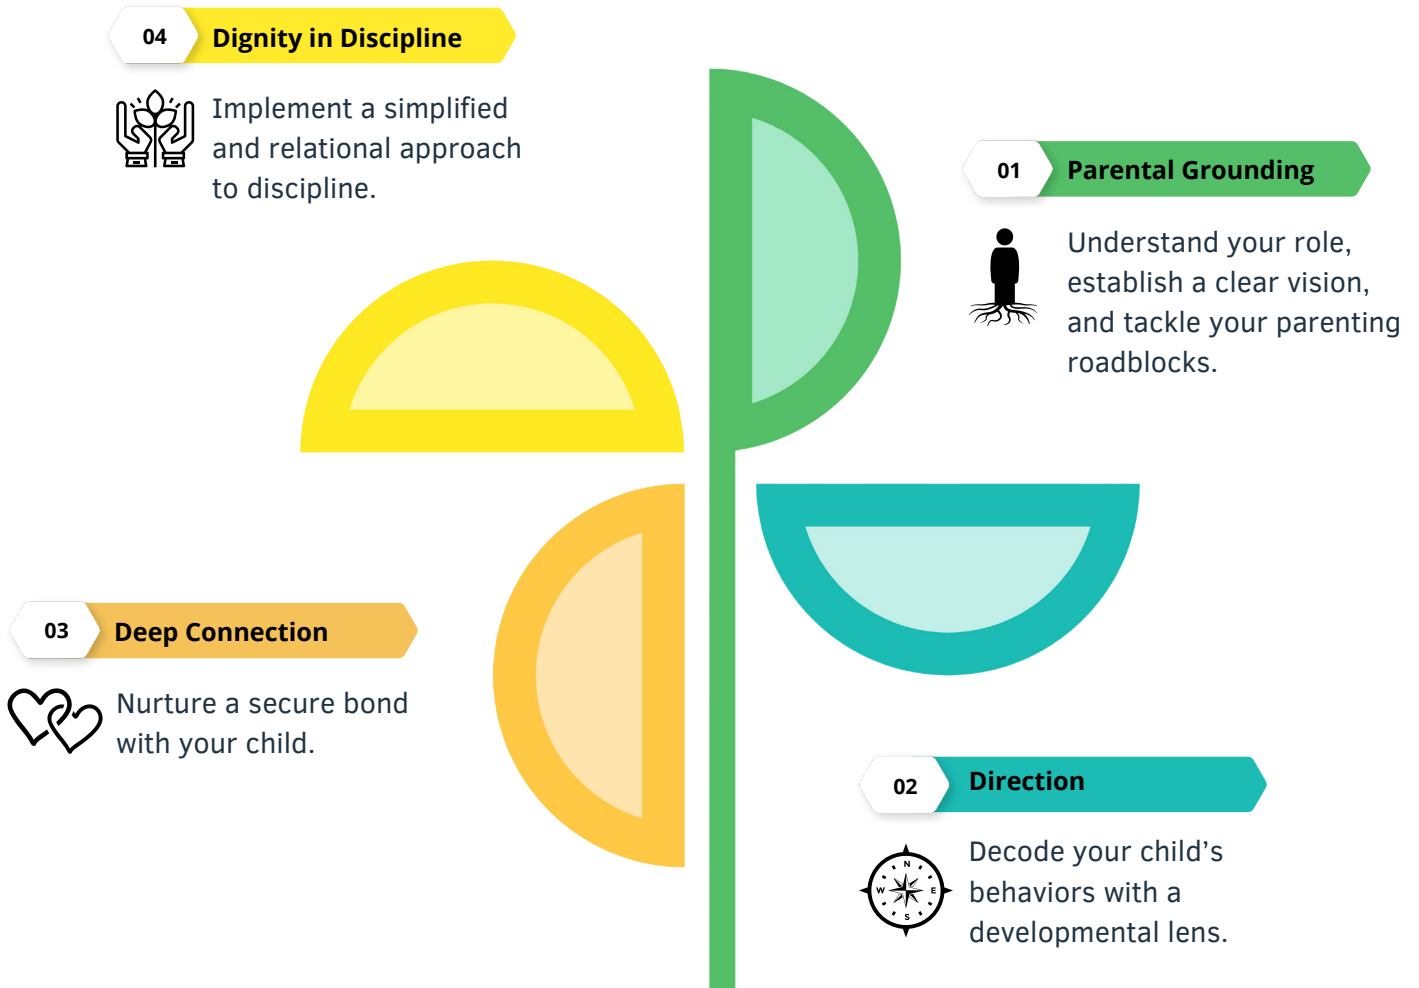 04
Dignity in Discipline
Implement a simplified
and relational approach
to discipline.
01
Parental Grounding
Understand your role,
establish a clear vision,
and tackle your parenting
roadblocks.
03
Deep Connection
Nurture a secure bond
with your child.
02
Direction
Decode your child’s
behaviors with a
developmental lens.
N
W
E
S